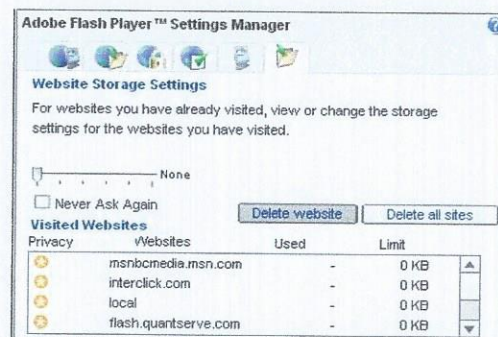 Adobe Flash Player™ Settings Manager
Website Storage Settings
For websites you have already visited, view or change the storage
settings for the websites you have visited.
None
Never Ask Again
Delete website Delete all sites
Visited Websites
Privacy Websites Used Limit
msnbcmedia.msn.com - 0 KB
interclick.com - 0 KB
local - 0 KB
flash.quantserve.com - 0 KB